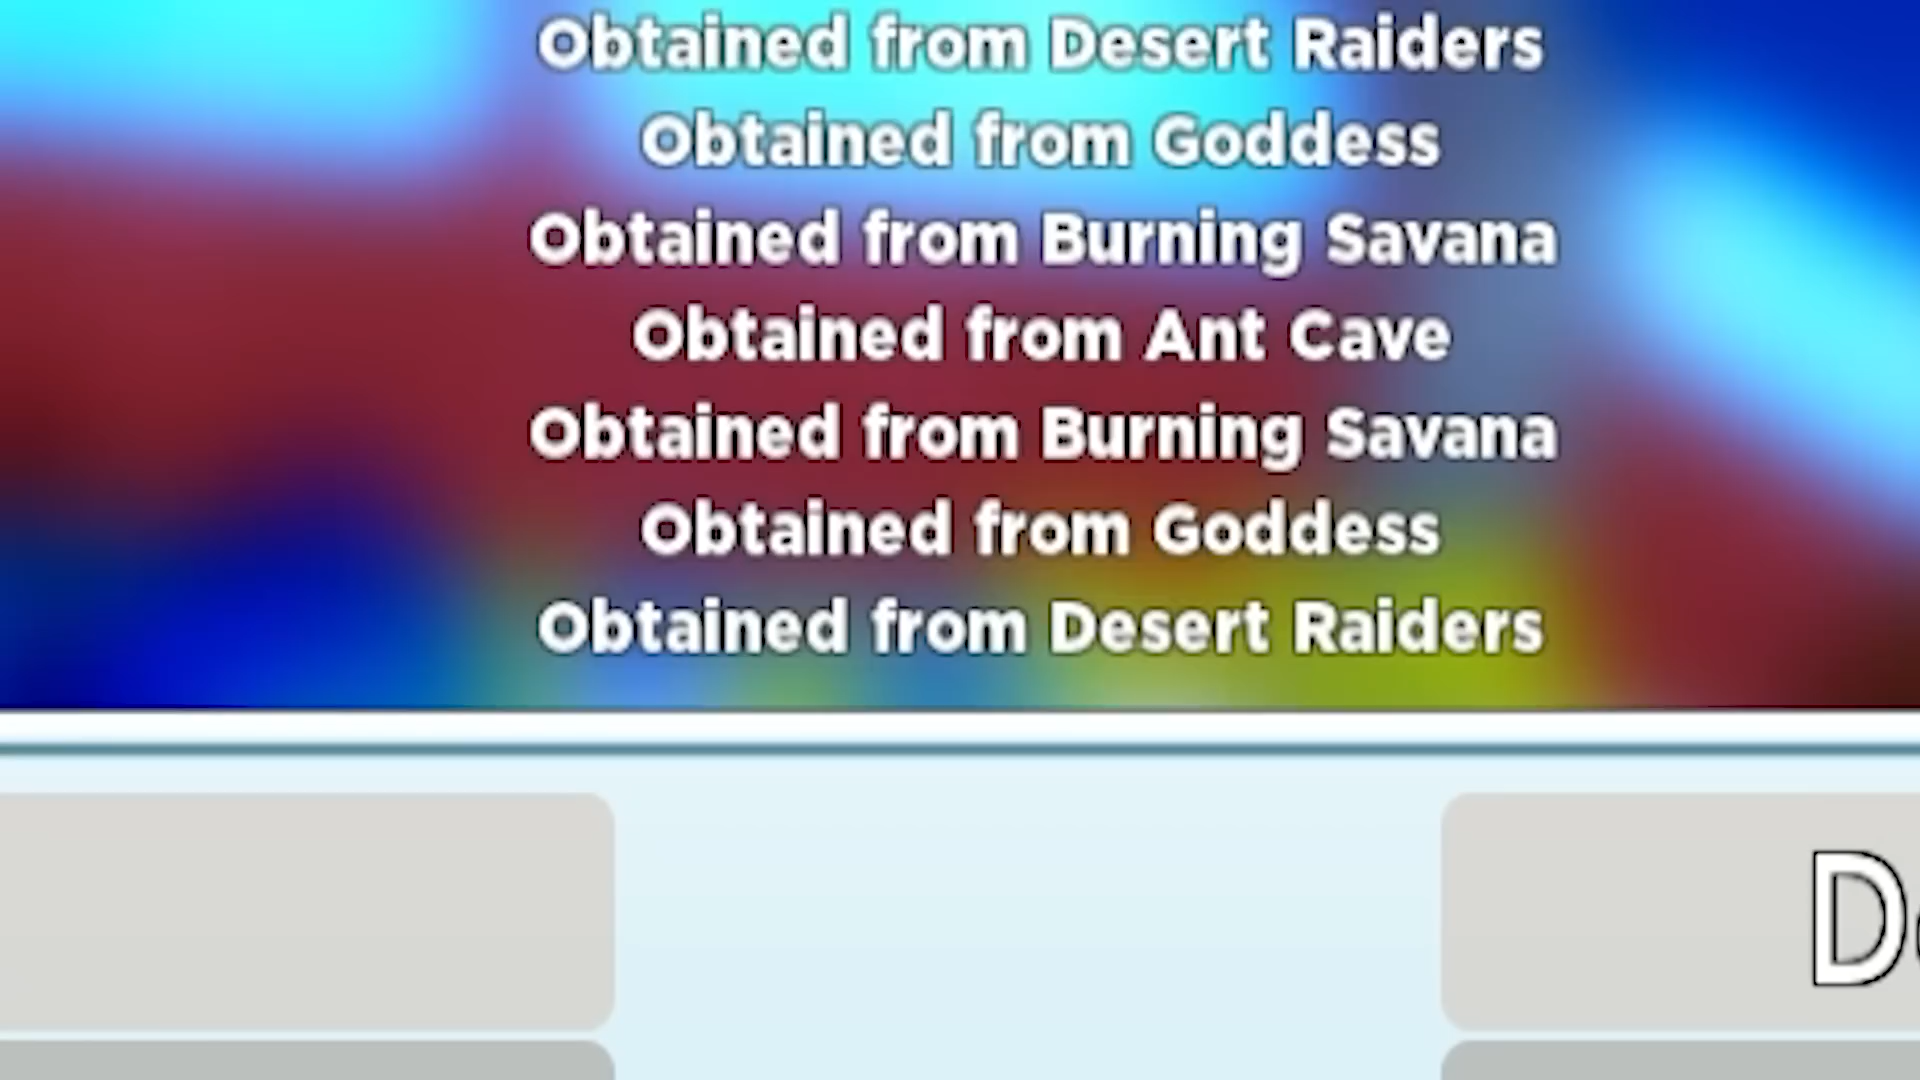 Obtained from Desert Raiders
Obtained from Goddess
Obtained from Burning Savana
Obtained from Ant Cave
Obtained from Burning Savana
Obtained from Goddess
Obtained from Desert Raiders